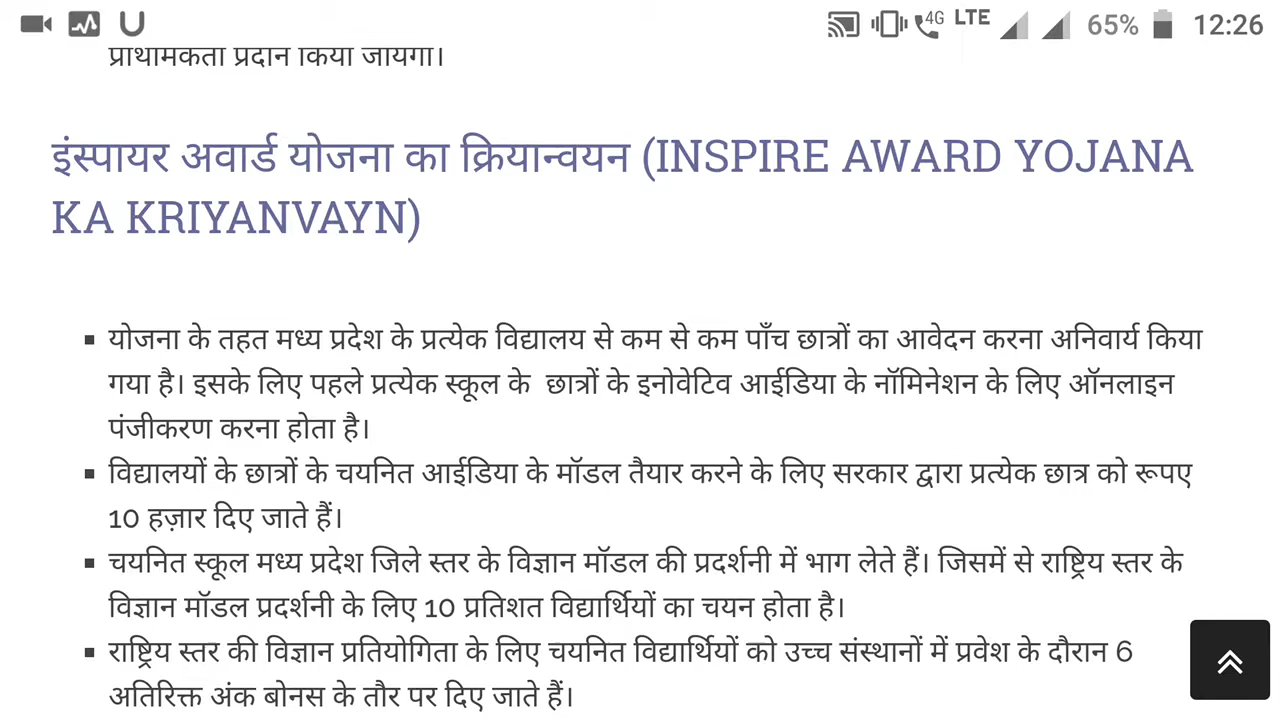 4G LTE 65% 12:26
प्राथमिकता प्रदान किया जायेगा।
इंस्पायर अवार्ड योजना का क्रियान्वयन (INSPIRE AWARD YOJANA
KA KRIYANVAYN)
योजना के तहत मध्य प्रदेश के प्रत्येक विद्यालय से कम से कम पाँच छात्रों का आवेदन करना अनिवार्य किया
गया है। इसके लिए पहले प्रत्येक स्कूल के छात्रों के इनोवेटिव आईडिया के नॉमिनेशन के लिए ऑनलाइन
पंजीकरण करना होता है।
विद्यालयों के छात्रों के चयनित आईडिया के मॉडल तैयार करने के लिए सरकार द्वारा प्रत्येक छात्र को रूपए
10 हज़ार दिए जाते हैं।
चयनित स्कूल मध्य प्रदेश जिले स्तर के विज्ञान मॉडल की प्रदर्शनी में भाग लेते हैं। जिसमें से राष्ट्रिय स्तर के
विज्ञान मॉडल प्रदर्शनी के लिए 10 प्रतिशत विद्यार्थियों का चयन होता है।
राष्ट्रिय स्तर की विज्ञान प्रतियोगिता के लिए चयनित विद्यार्थियों को उच्च संस्थानों में प्रवेश के दौरान 6
अतिरिक्त अंक बोनस के तौर पर दिए जाते हैं।